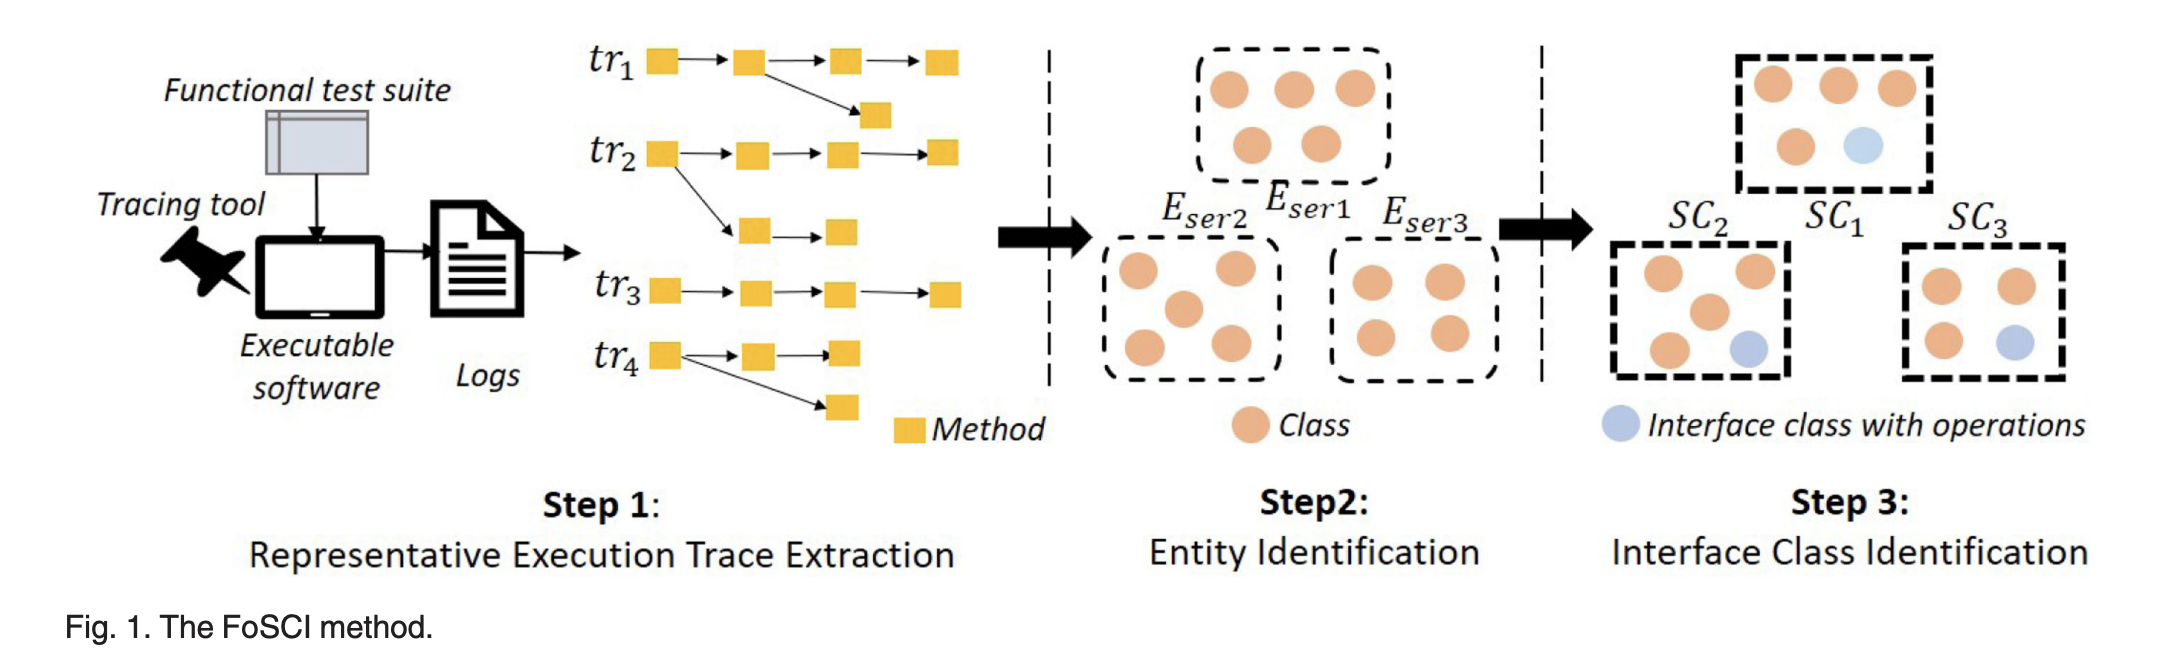 Functional test suite
Tracing tool
Executable
software
Logs
tr1
tr2
tr3
tr4
Method
Eser1
Eser2
Eser3
Class
SC1
SC2
SC3
Interface class with operations
Step 1:
Representative Execution Trace Extraction
Step2:
Entity Identification
Step 3:
Interface Class Identification
Fig. 1. The FoSCI method.